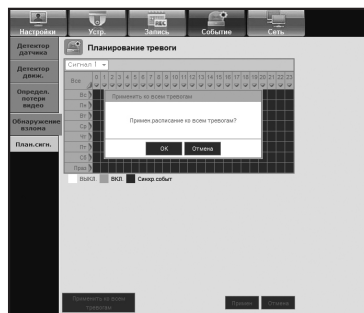 Настройки Устр. Запись Событие Сеть
REC
Детектор датчика
Планирование тревоги
Сигнал 1
Детектор движ.
Все 0 1 2 3 4 5 6 7 8 9 10 11 12 13 14 15 16 17 18 19 20 21 22 23
Определ. потери видео
Вс
Применить ко всем тревогам
Пн
Вт
Примен.расписание ко всем тревогам?
Обнаружение взлома
Ср
Чт
План.сигн.
Пт
OK Отмена
Сб
Праз
ВЫКЛ ВКЛ. Синхр.событ
Применить ко всем тревогам
Примен Отмена